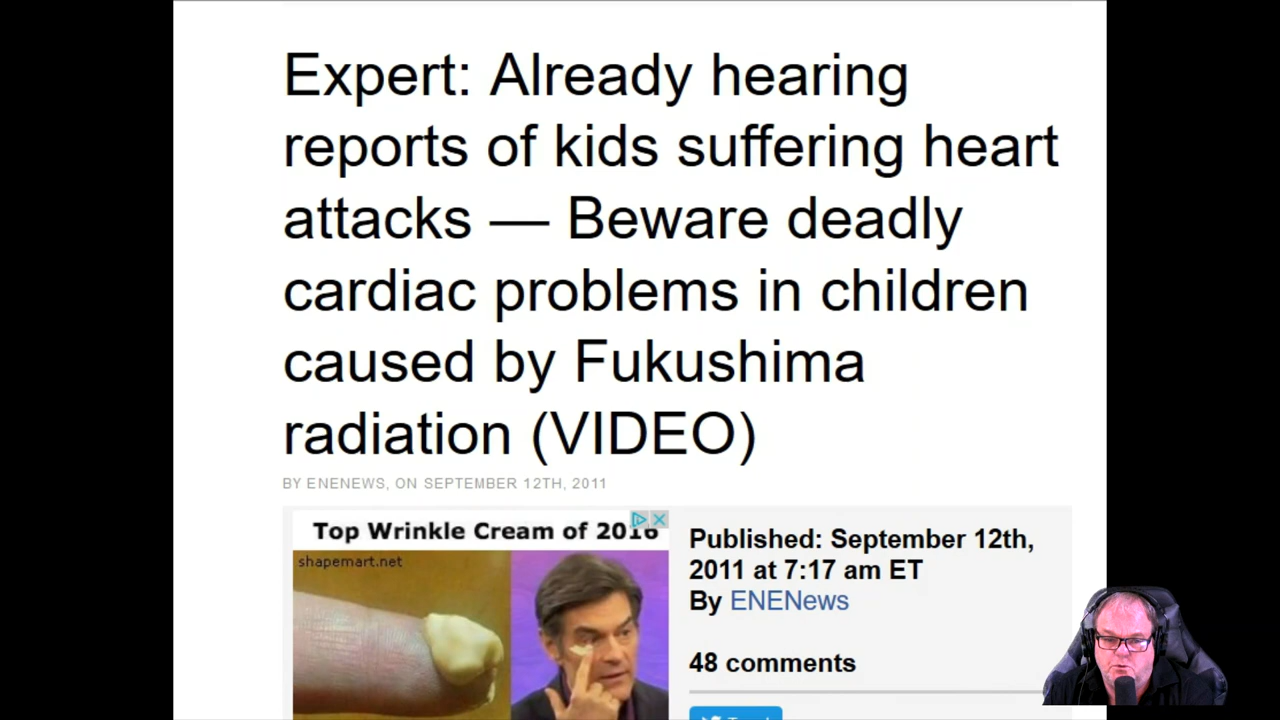 Expert: Already hearing
reports of kids suffering heart
attacks — Beware deadly
cardiac problems in children
caused by Fukushima
radiation (VIDEO)
BY ENENEWS, ON SEPTEMBER 12TH, 2011
Top Wrinkle Cream of 2016
shapemart.net
Published: September 12th,
2011 at 7:17 am ET
By ENENews
48 comments